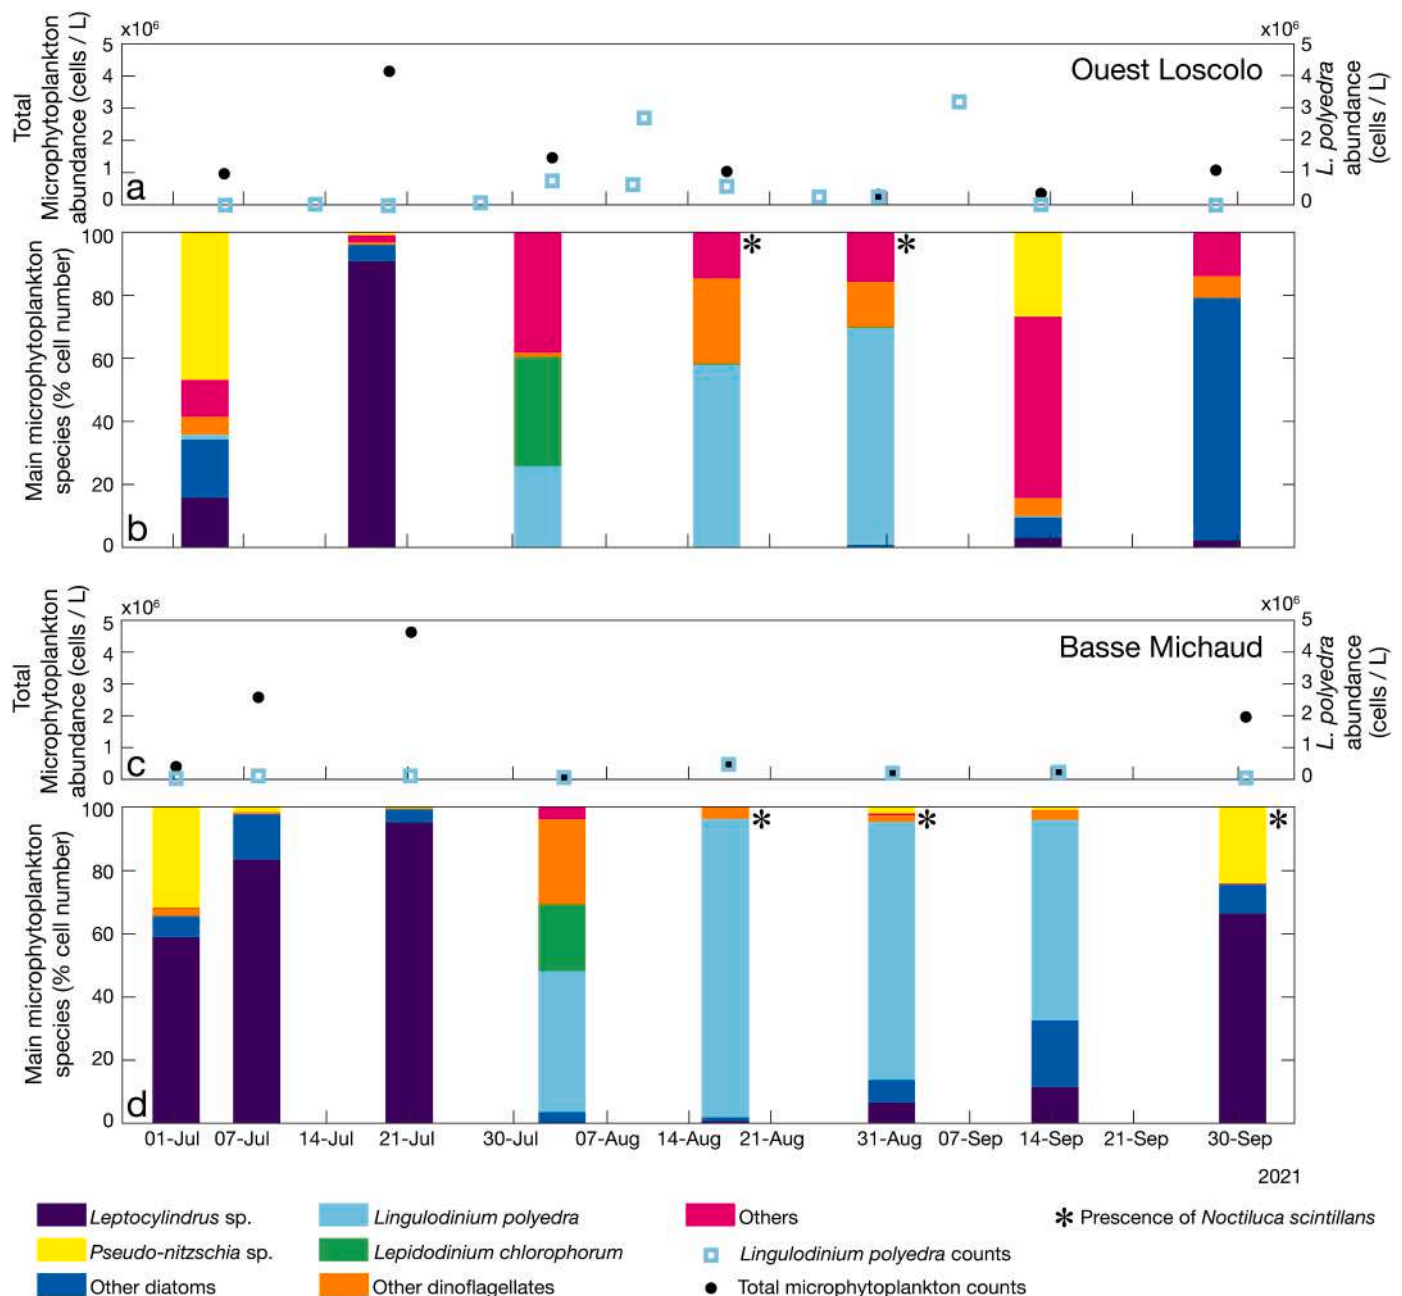 x10⁶
x10⁶
Total
Microphytoplankton
abundance (cells / L)
5
4
3
2
1
0
Ouest Loscolo
5
4
3
2
1
0
L. polyedra
abundance
(cells / L)
a
Main microphytoplankton
species (% cell number)
100
80
60
40
20
0
*
*
b
x10⁶
x10⁶
Total
Microphytoplankton
abundance (cells / L)
5
4
3
2
1
0
Basse Michaud
5
4
3
2
1
0
L. polyedra
abundance
(cells / L)
c
Main microphytoplankton
species (% cell number)
100
80
60
40
20
0
*
*
*
d
01-Jul 07-Jul 14-Jul 21-Jul 30-Jul 07-Aug 14-Aug 21-Aug 31-Aug 07-Sep 14-Sep 21-Sep 30-Sep
2021
Leptocylindrus sp. Lingulodinium polyedra Others * Prescence of Noctiluca scintillans
Pseudo-nitzschia sp. Lepidodinium chlorophorum Lingulodinium polyedra counts
Other diatoms Other dinoflagellates Total microphytoplankton counts